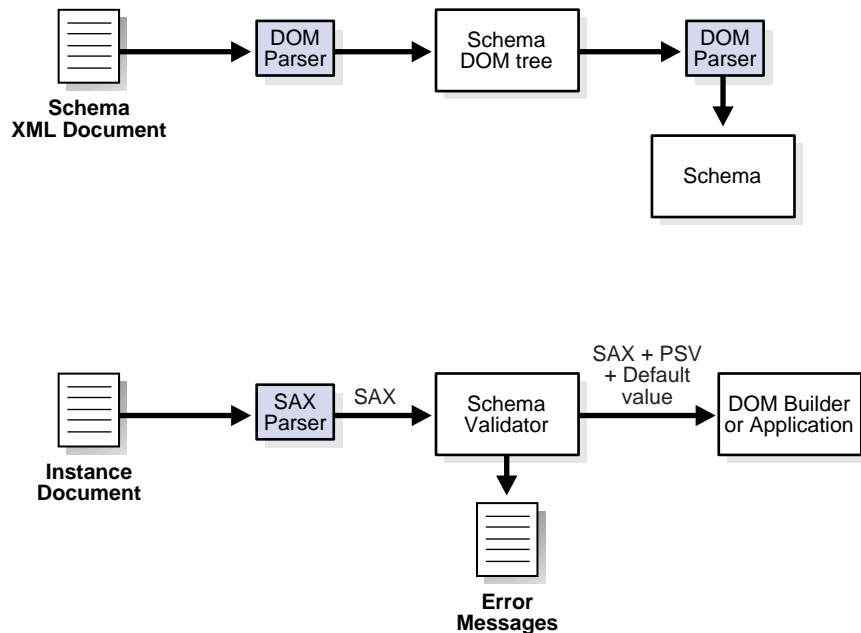 DOM
Parser
Schema
DOM tree
DOM
Parser
Schema
XML Document
Schema
SAX + PSV
+ Default
value
SAX
Parser
SAX
Schema
Validator
DOM Builder
or Application
Instance
Document
Error
Messages